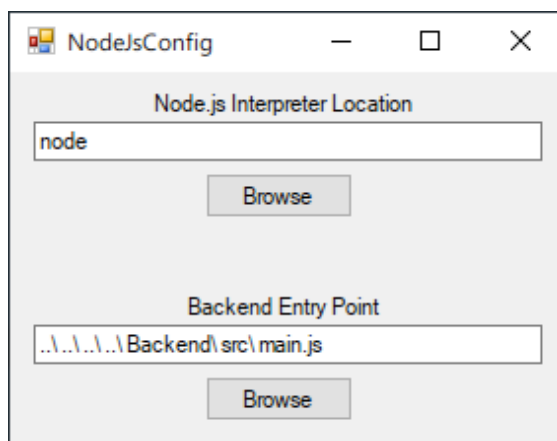 NodeJsConfig
Node.js Interpreter Location
node
Browse
Backend Entry Point
..\..\..\..\Backend\src\main.js
Browse